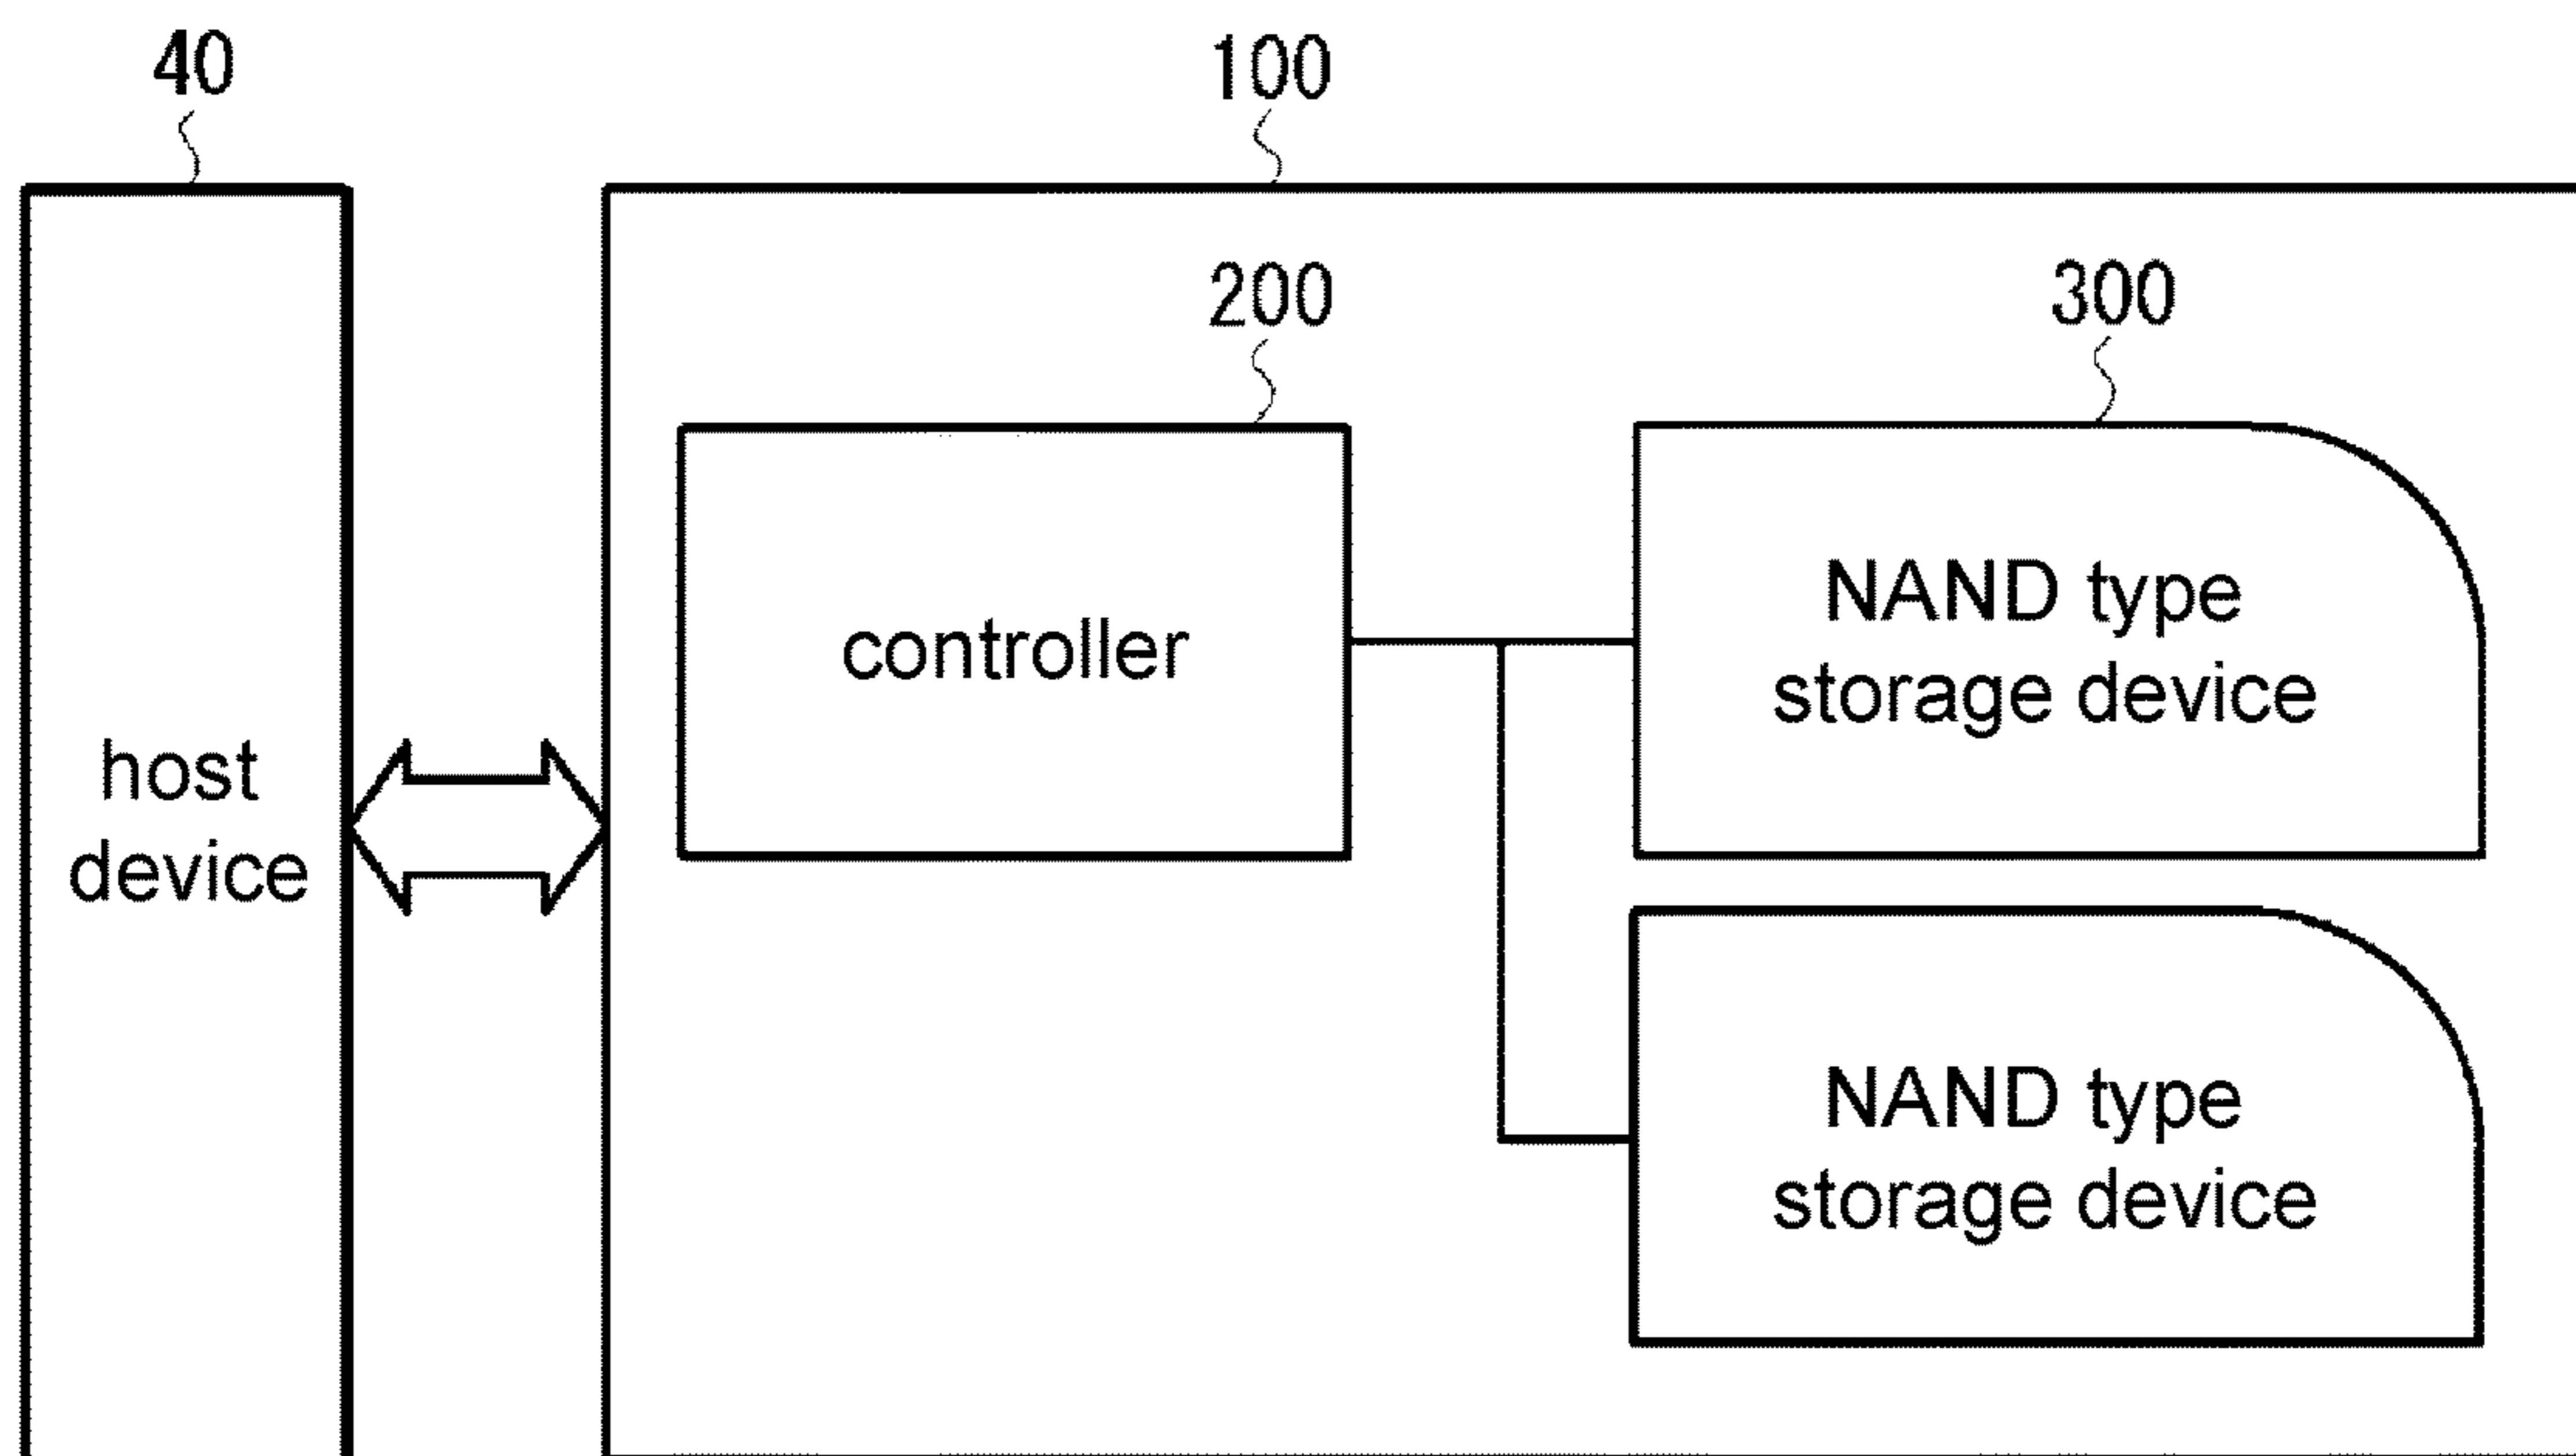 40
100
200
300
controller
NAND type
storage device
host
device
NAND type
storage device